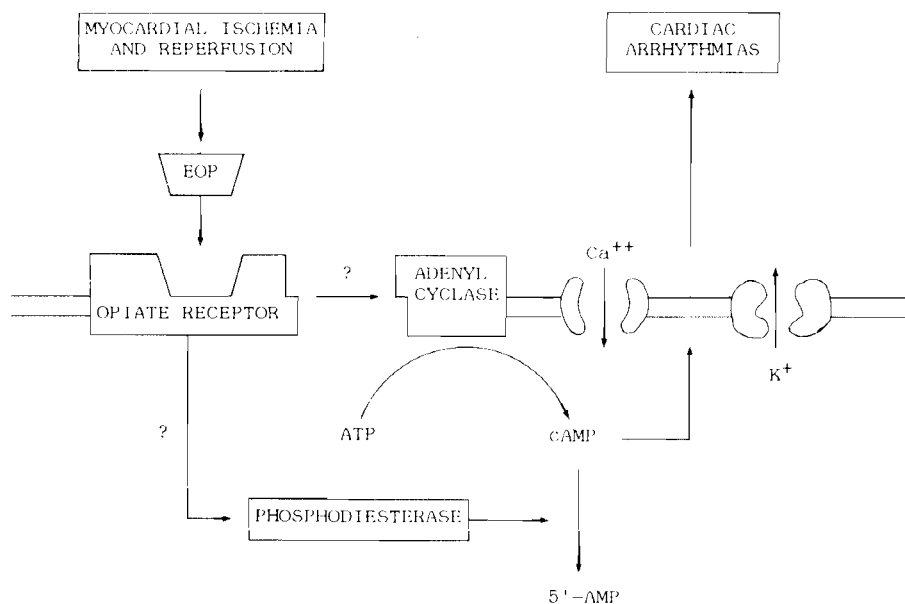 MYOCARDIAL ISCHEMIA
AND REPERFUSION
CARDIAC
ARRHYTHMIAS
EOP
Ca++
?
ADENYL
CYCLASE
OPIATE RECEPTOR
K+
?
ATP
cAMP
PHOSPHODIESTERASE
5'-AMP